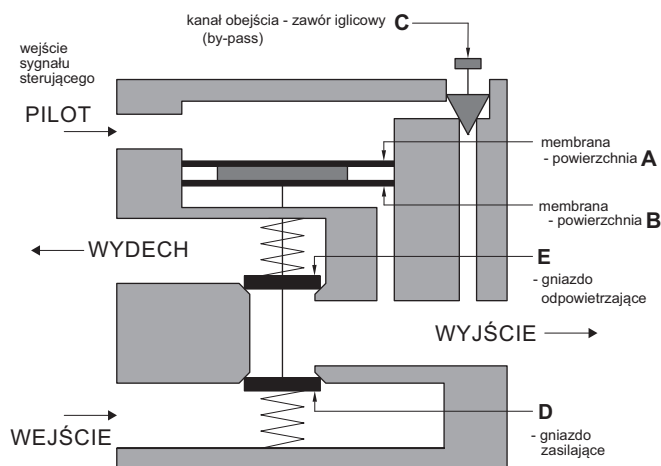 kanał obejścia - zawór iglicowy C
(by-pass)
wejście
sygnału
sterującego
PILOT
membrana
- powierzchnia A
membrana
- powierzchnia B
WYDECH
E
- gniazdo
odpowietrzające
WYJŚCIE
WEJŚCIE
D
- gniazdo
zasilające